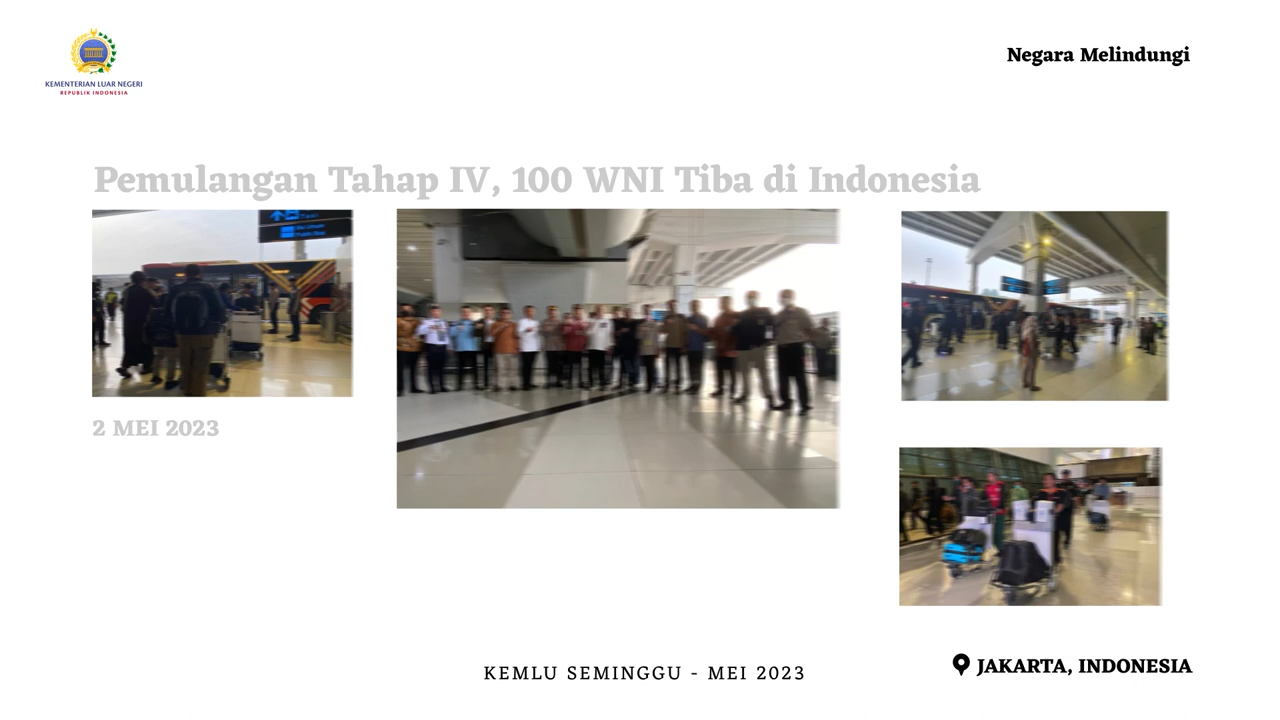 KEMENTERIAN LUAR NEGERI
REPUBLIK INDONESIA
Negara Melindungi
Pemulangan Tahap IV, 100 WNI Tiba di Indonesia
Taxi
2 MEI 2023
KEMLU SEMINGGU - MEI 2023
JAKARTA, INDONESIA